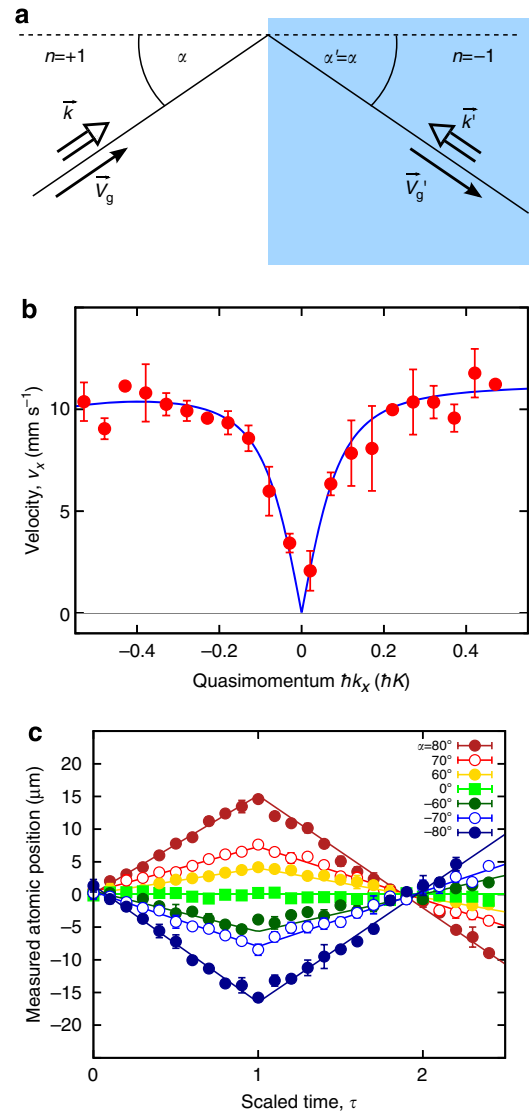 a
n=+1 α α′=α n=−1
k⃗ k⃗′
V⃗g V⃗g′
b
Velocity, vx (mm s⁻¹)
10
5
0
−0.4 −0.2 0 0.2 0.4
Quasimomentum ħkx (ħK)
c
Measured atomic position (μm)
20
15
10
5
0
−5
−10
−15
−20
α=80°
70°
60°
0°
−60°
−70°
−80°
0 1 2
Scaled time, τ